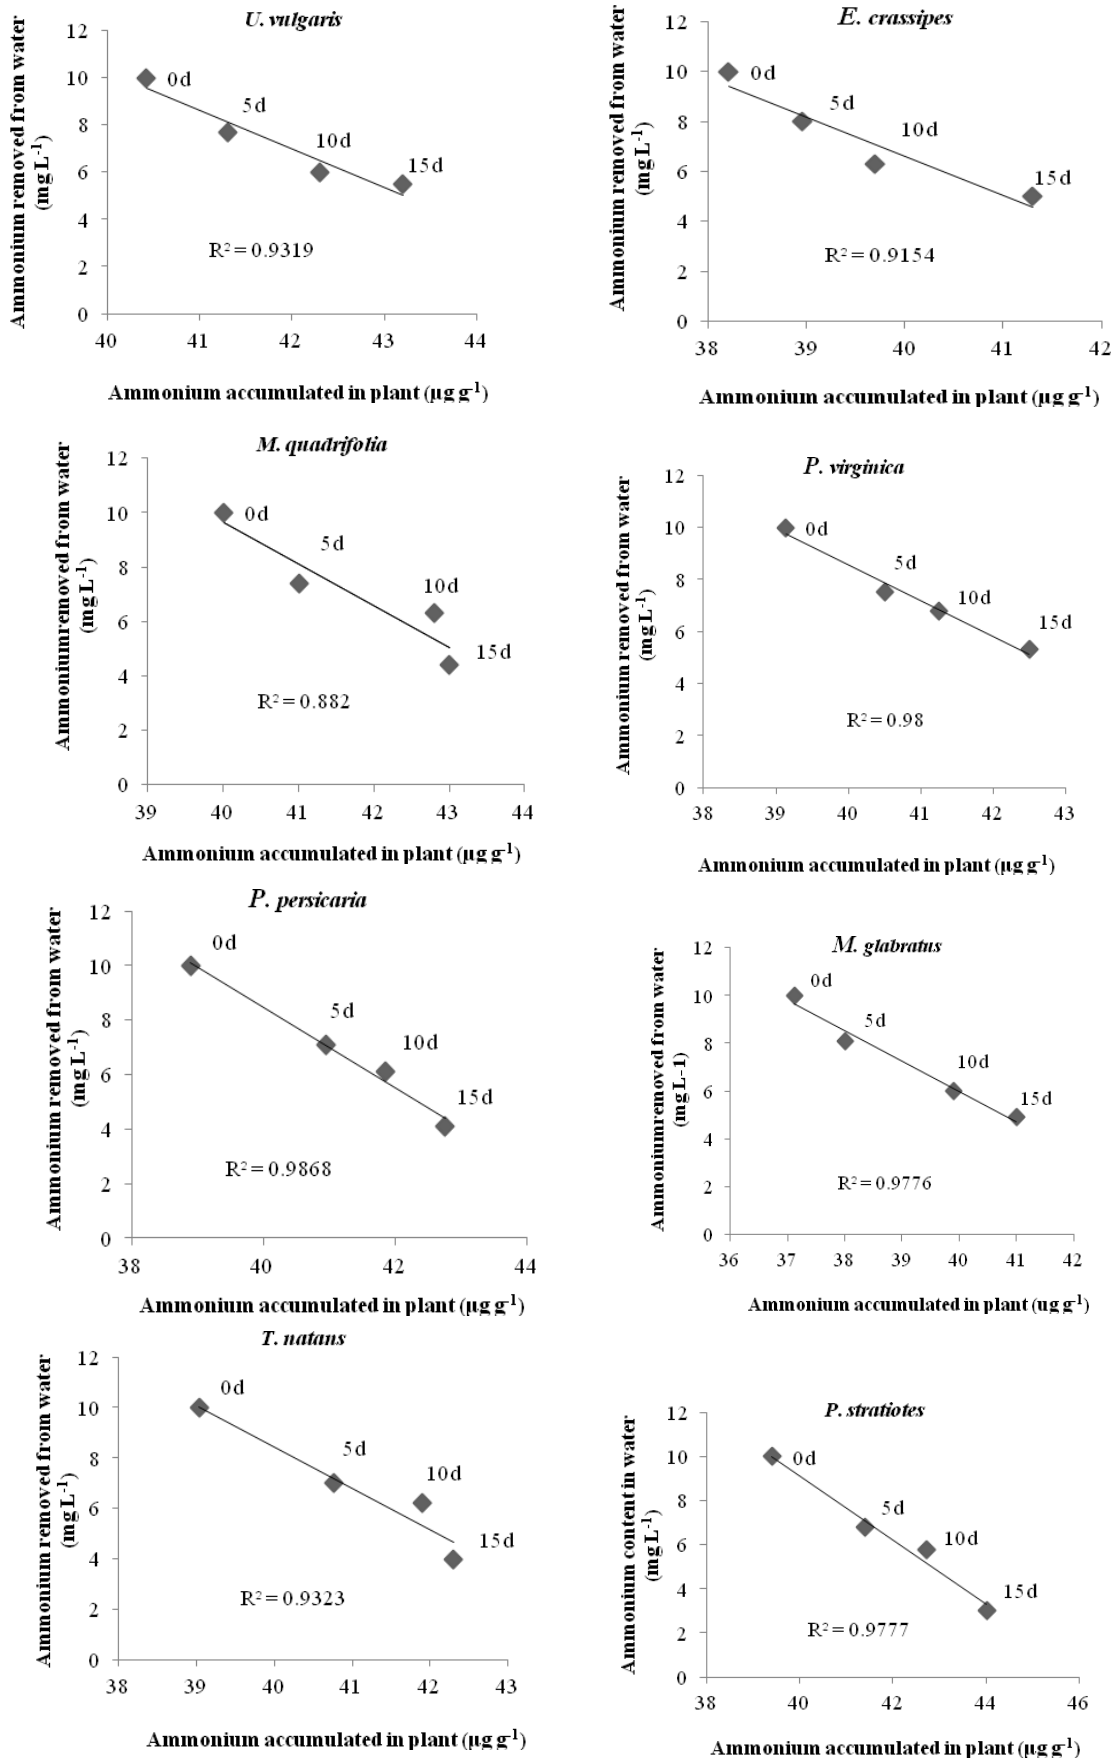 U. vulgaris
Ammonium removed from water
(mg L-1)
12
10
8
6
4
2
0
0d
5d
10d
15d
R² = 0.9319
40 41 42 43 44
Ammonium accumulated in plant (µg g-1)
E. crassipes
Ammonium removed from water
(mg L-1)
12
10
8
6
4
2
0
0d
5d
10d
15d
R² = 0.9154
38 39 40 41 42
Ammonium accumulated in plant (µg g-1)
M. quadrifolia
Ammoniumremoved from water
(mg L-1)
12
10
8
6
4
2
0
0d
5d
10d
15d
R² = 0.882
39 40 41 42 43 44
Ammonium accumulated in plant (µg g-1)
P. virginica
Ammonium removed from water
(mg L-1)
12
10
8
6
4
2
0
0d
5d
10d
15d
R² = 0.98
38 39 40 41 42 43
Ammonium accumulated in plant (µg g-1)
P. persicaria
Ammonium removed from water
(mg L-1)
12
10
8
6
4
2
0
0d
5d
10d
15d
R² = 0.9868
38 40 42 44
Ammonium accumulated in plant (µg g-1)
M. glabratus
Ammoniumremoved from water
(mgL-1)
12
10
8
6
4
2
0
0d
5d
10d
15d
R² = 0.9776
36 37 38 39 40 41 42
Ammonium accumulated in plant (ug g-1)
T. natans
Ammonium removed from water
(mg L-1)
12
10
8
6
4
2
0
0d
5d
10d
15d
R² = 0.9323
38 39 40 41 42 43
Ammonium accumulated in plant (µg g-1)
P. stratiotes
Ammonium content in water
(mg L-1)
12
10
8
6
4
2
0
0d
5d
10d
15d
R² = 0.9777
38 40 42 44 46
Ammonium accumulated in plant (µg g-1)